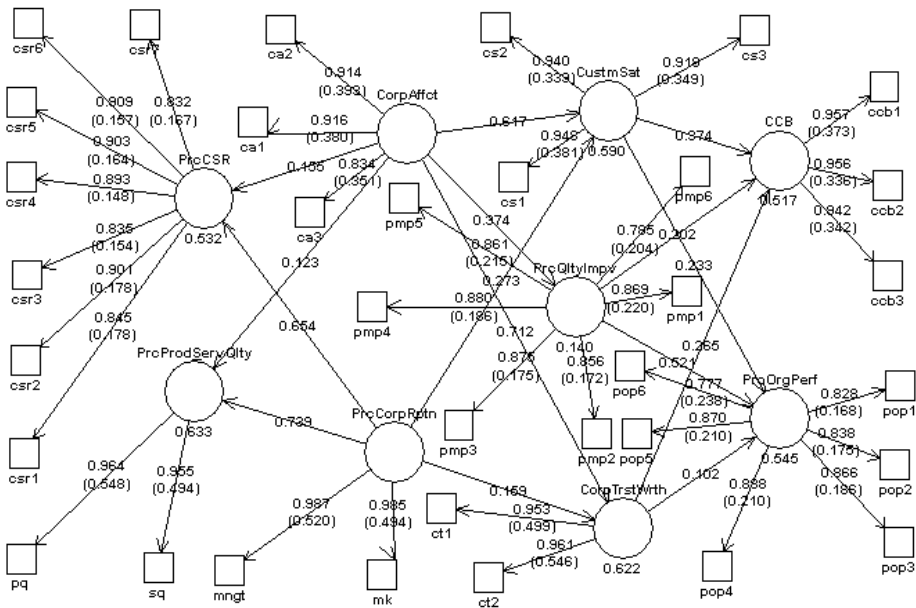 csr6
csr7
ca2
cs2
cs3
0.914
(0.393)
0.940
(0.339)
CustmSat
0.918
(0.349)
0.909
(0.157)
0.832
(0.167)
CorpAffct
ccb1
csr5
0.903
(0.164)
PrcCSR
ca1
0.916
(0.380)
0.617
0.948
(0.381)
0.590
0.374
CCB
0.957
(0.373)
csr4
0.893
(0.148)
0.155
0.834
(0.351)
cs1
pmp6
0.956
(0.336)
ccb2
0.517
0.835
(0.154)
0.532
ca3
pmp5
0.374
0.785
(0.204)
0.202
0.942
(0.342)
csr3
0.901
(0.178)
0.123
0.861
(0.215)
0.273
PrcQltyImpv
0.233
ccb3
0.845
(0.178)
0.654
pmp4
0.880
(0.186)
0.869
(0.220)
pmp1
0.712
csr2
PrcProdServQlty
0.875
(0.175)
0.140
0.856
(0.172)
0.265
0.521
pop6
0.777
(0.238)
PrgOrgPerf
0.828
(0.168)
pop1
0.633
0.739
PrcCorpRptn
pmp3
pmp2
pop5
0.870
(0.210)
0.838
(0.175)
csr1
0.964
(0.548)
0.955
(0.494)
0.545
0.866
(0.186)
pop2
0.987
(0.520)
0.985
(0.494)
0.159
CorpTrstWrth
0.102
0.888
(0.210)
ct1
0.953
(0.499)
0.961
(0.546)
0.622
pq
sq
mngt
mk
ct2
pop4
pop3